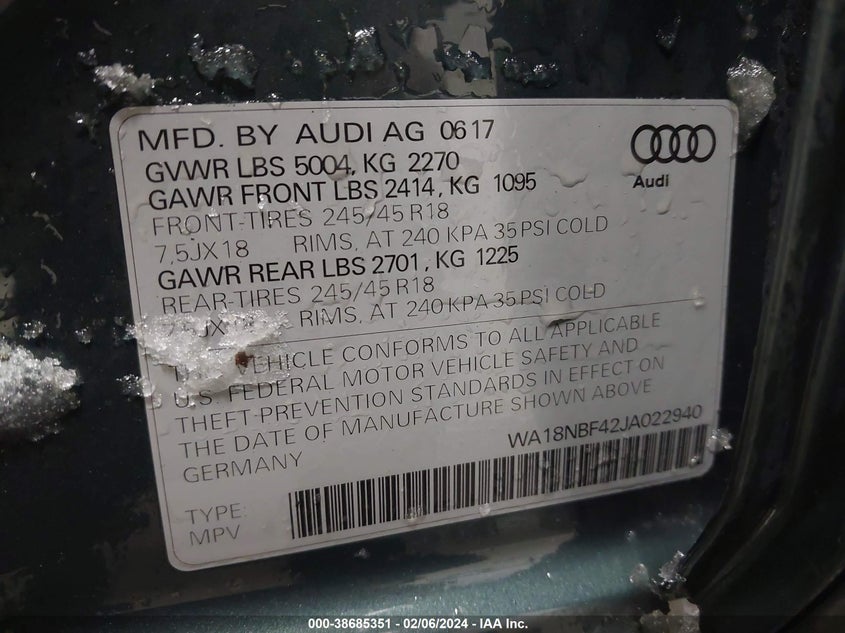 MFD. BY AUDI AG 06 17
GVWR LBS 5004, KG 2270
GAWR FRONT LBS 2414, KG 1095
FRONT-TIRES 245/45 R18
7,5JX18 RIMS, AT 240 KPA 35 PSI COLD
GAWR REAR LBS 2701, KG 1225
REAR-TIRES 245/45 R18
RIMS, AT 240 KPA 35 PSI COLD
VEHICLE CONFORMS TO ALL APPLICABLE
U.S. FEDERAL MOTOR VEHICLE SAFETY AND
THEFT-PREVENTION STANDARDS IN EFFECT ON
THE DATE OF MANUFACTURE SHOWN ABOVE
GERMANY
WA18NBF42JA022940
TYPE:
MPV
Audi
000-38685351 - 02/06/2024 - IAA Inc.